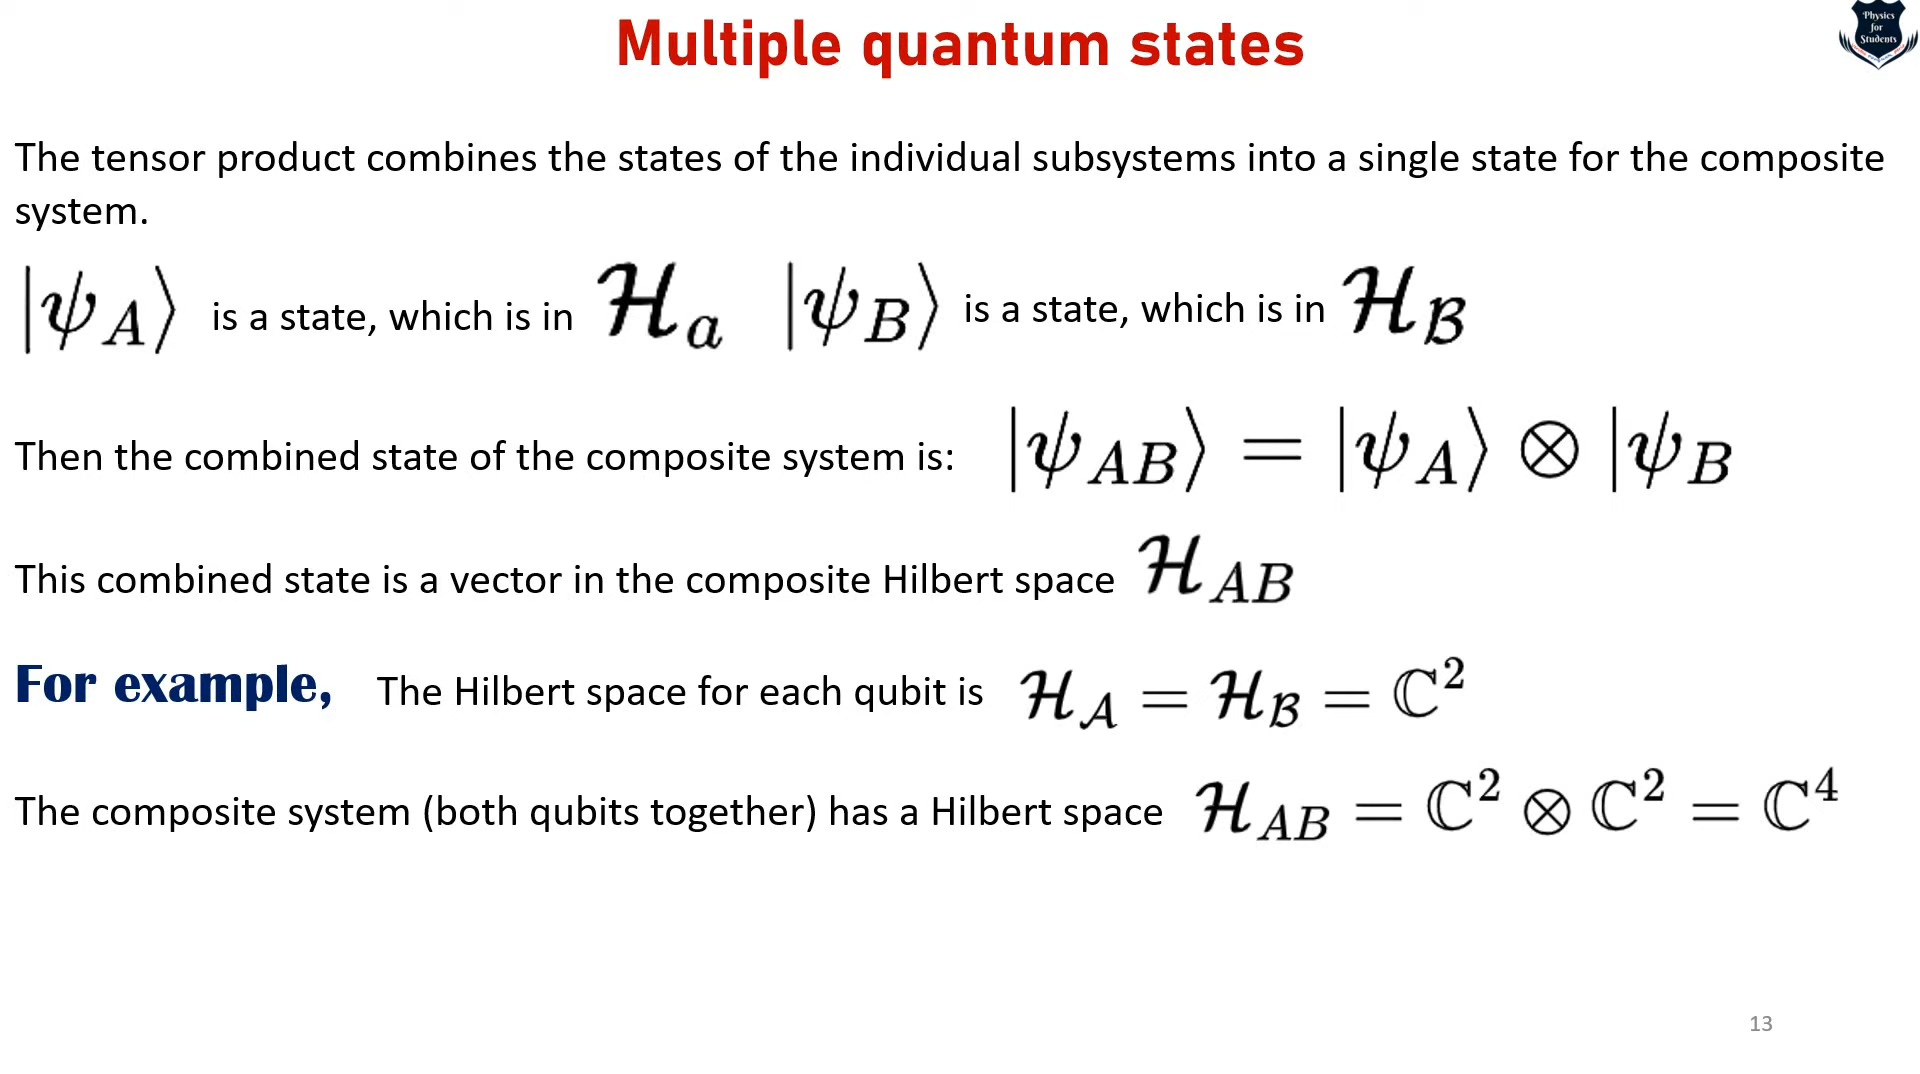 Multiple quantum states
Physics
for
Students
The tensor product combines the states of the individual subsystems into a single state for the composite
system.
|ψ_A⟩ is a state, which is in ℋ_a |ψ_B⟩ is a state, which is in ℋ_ℬ
Then the combined state of the composite system is: |ψ_AB⟩ = |ψ_A⟩ ⊗ |ψ_B
This combined state is a vector in the composite Hilbert space ℋ_AB
For example, The Hilbert space for each qubit is ℋ_𝒜 = ℋ_ℬ = ℂ²
The composite system (both qubits together) has a Hilbert space ℋ_AB = ℂ² ⊗ ℂ² = ℂ⁴
13